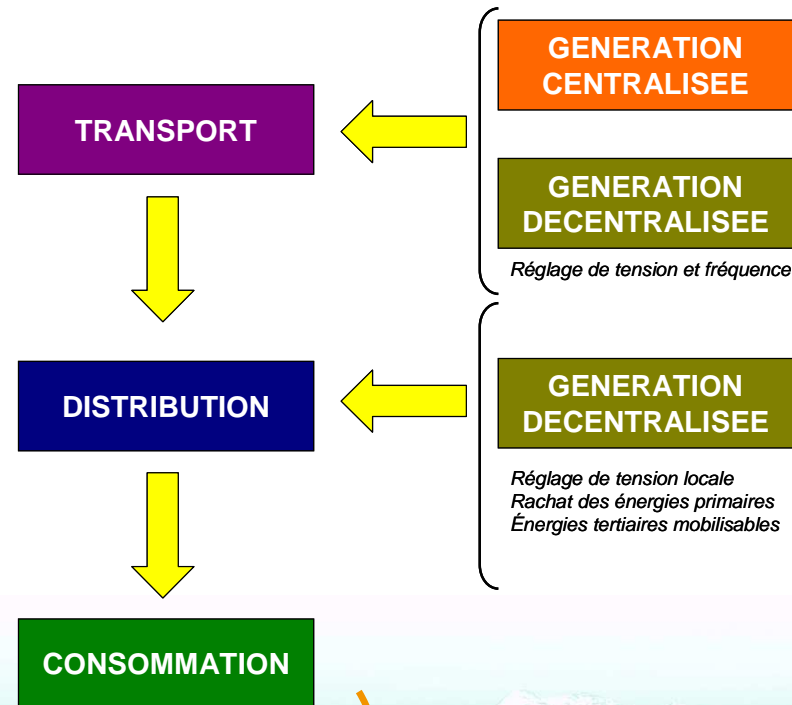 GENERATION
CENTRALISEE
TRANSPORT
GENERATION
DECENTRALISEE
Réglage de tension et fréquence
DISTRIBUTION
GENERATION
DECENTRALISEE
Réglage de tension locale
Rachat des énergies primaires
Énergies tertiaires mobilisables
CONSOMMATION